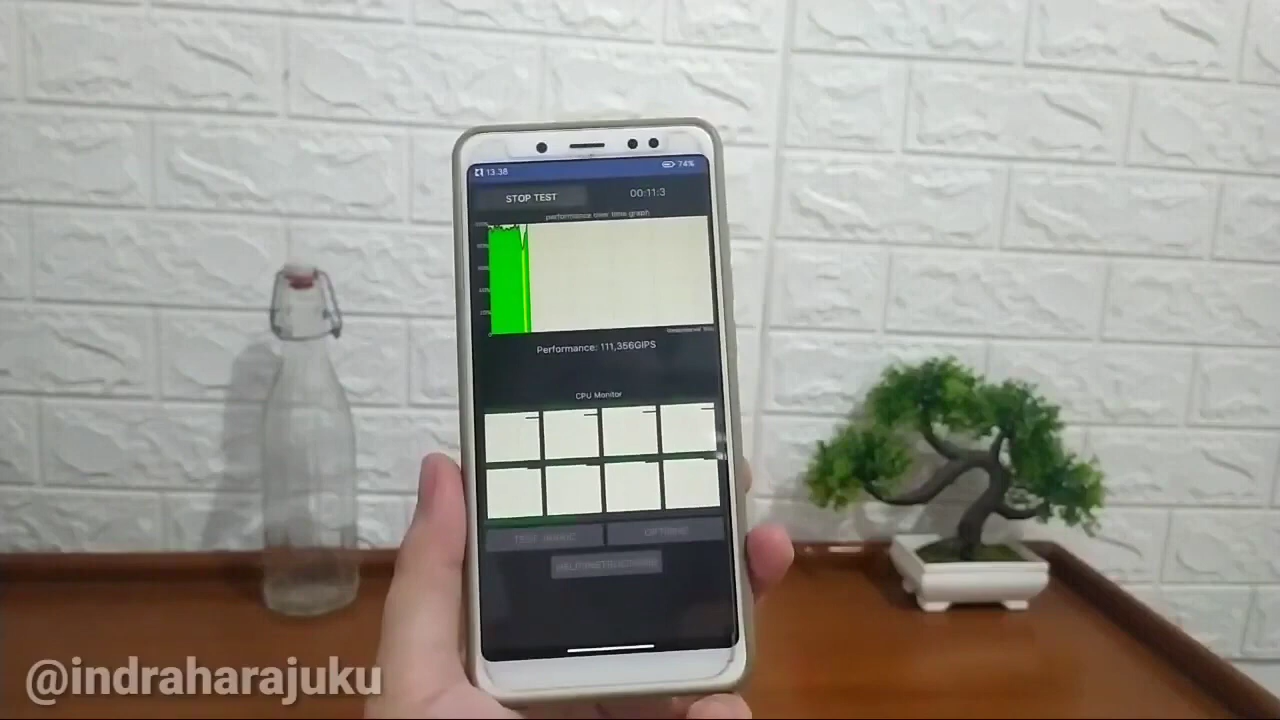 13.38
74%
STOP TEST
00:11:3
performance over time graph
Performance: 111,356GIPS
CPU Monitor
@indraharajuku